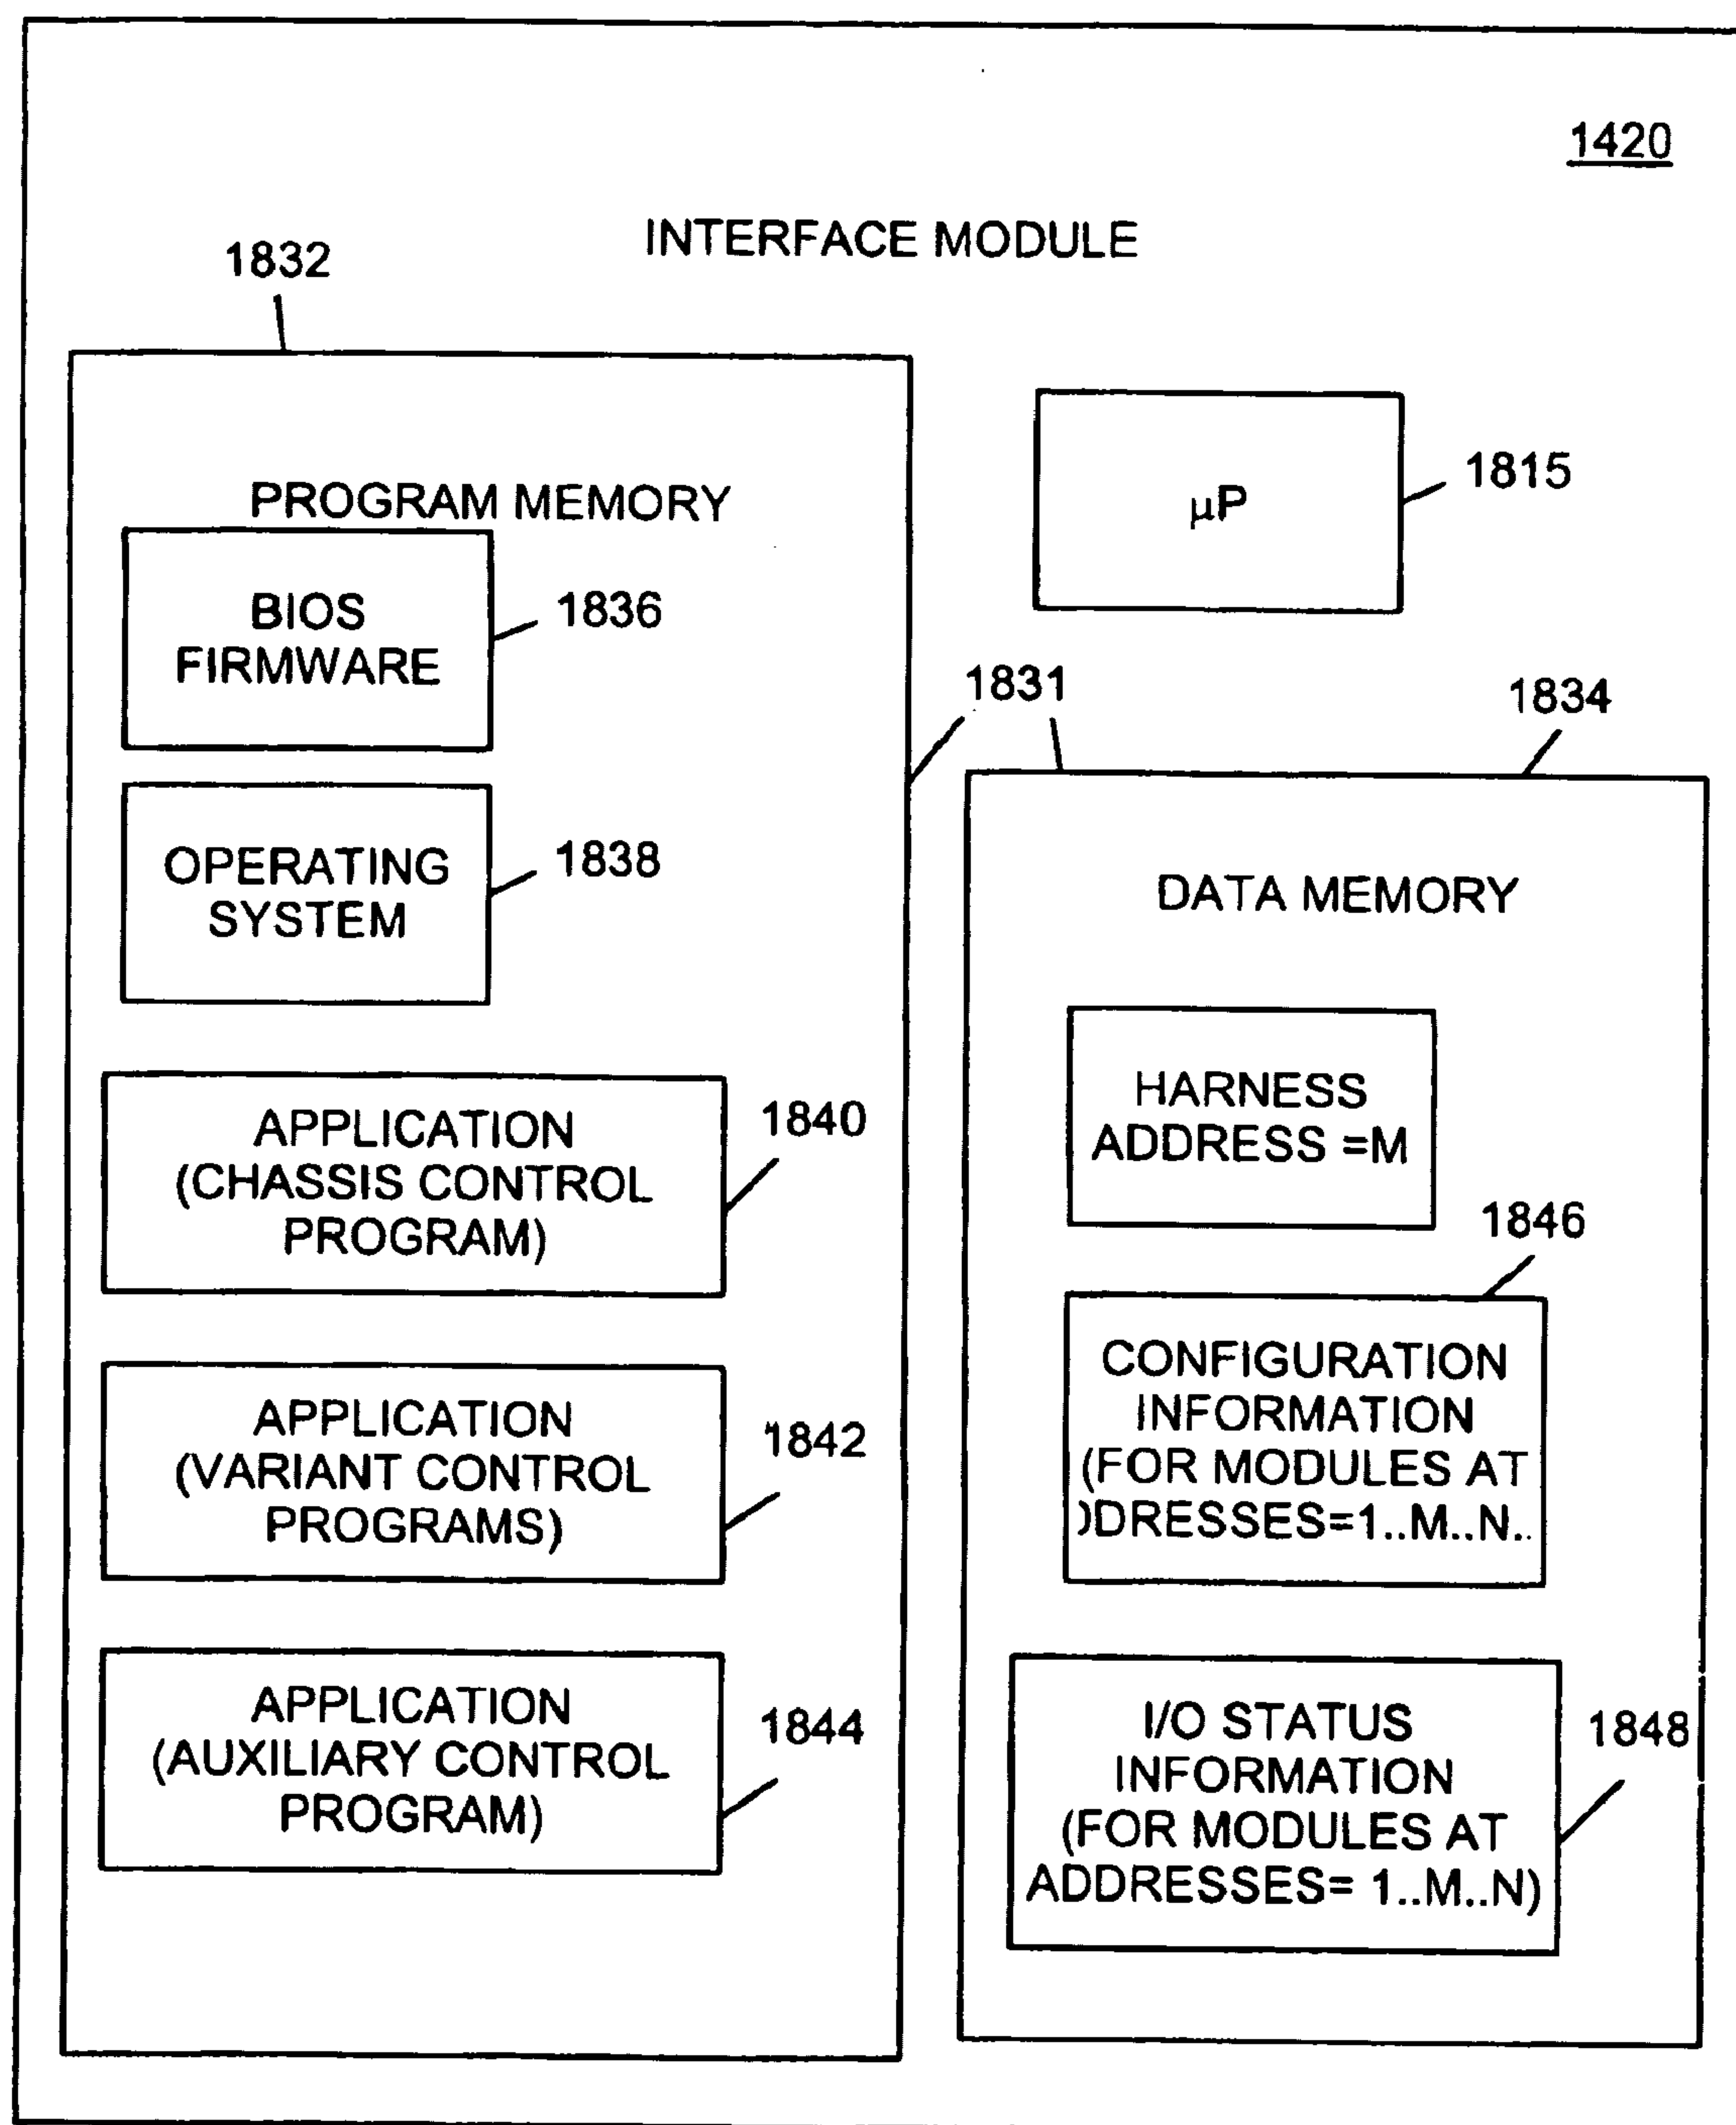 1420
INTERFACE MODULE
1832
PROGRAM MEMORY
BIOS
FIRMWARE
1836
OPERATING
SYSTEM
1838
APPLICATION
(CHASSIS CONTROL
PROGRAM)
1840
APPLICATION
(VARIANT CONTROL
PROGRAMS)
1842
APPLICATION
(AUXILIARY CONTROL
PROGRAM)
1844
µP
1815
1831
1834
DATA MEMORY
HARNESS
ADDRESS =M
1846
CONFIGURATION
INFORMATION
(FOR MODULES AT
)DRESSES=1..M..N..
I/O STATUS
INFORMATION
(FOR MODULES AT
ADDRESSES= 1..M..N)
1848